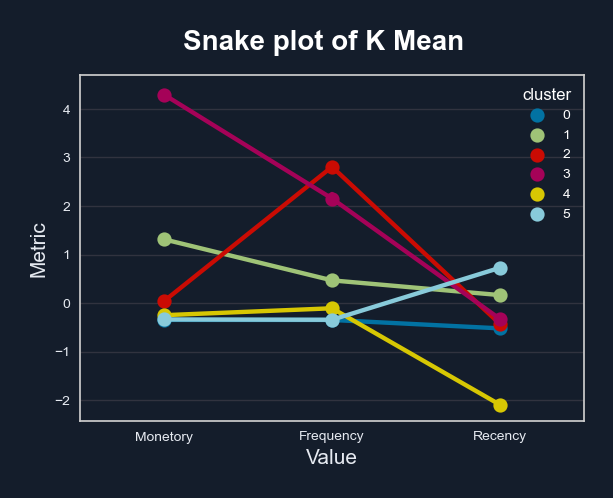 Snake plot of K Mean
cluster
0
1
2
3
4
5
4
3
2
1
0
−1
−2
Metric
Monetory Frequency Recency
Value